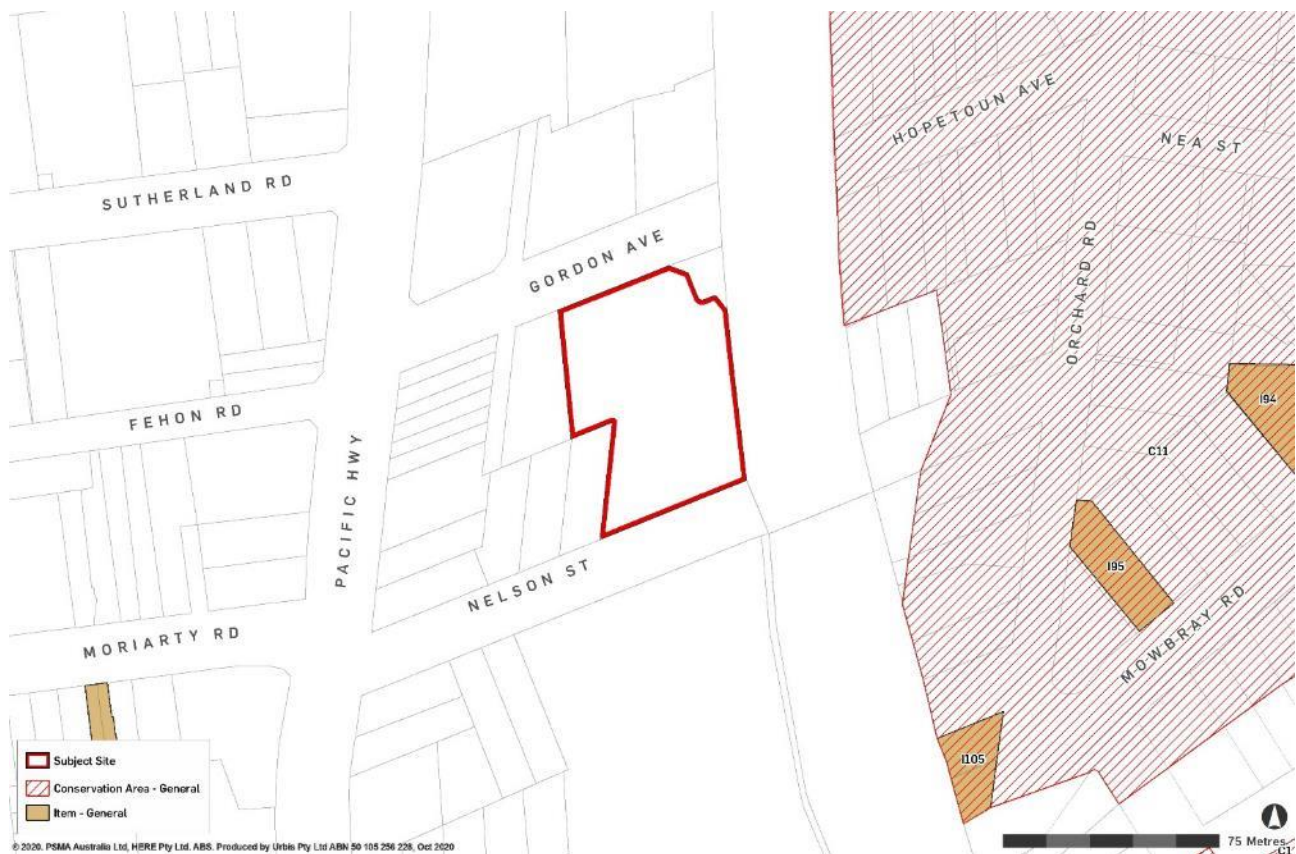 HOPETOUN AVE
NEA ST
SUTHERLAND RD
GORDON AVE
ORCHARD RD
FEHON RD
I94
PACIFIC HWY
C11
I95
NELSON ST
MOWBRAY RD
MORIARTY RD
I105
Subject Site
Conservation Area - General
Item - General
75 Metres
C1
© 2020. PSMA Australia Ltd, HERE Pty Ltd. ABS. Produced by Urbis Pty Ltd ABN 50 105 256 228, Oct 2020